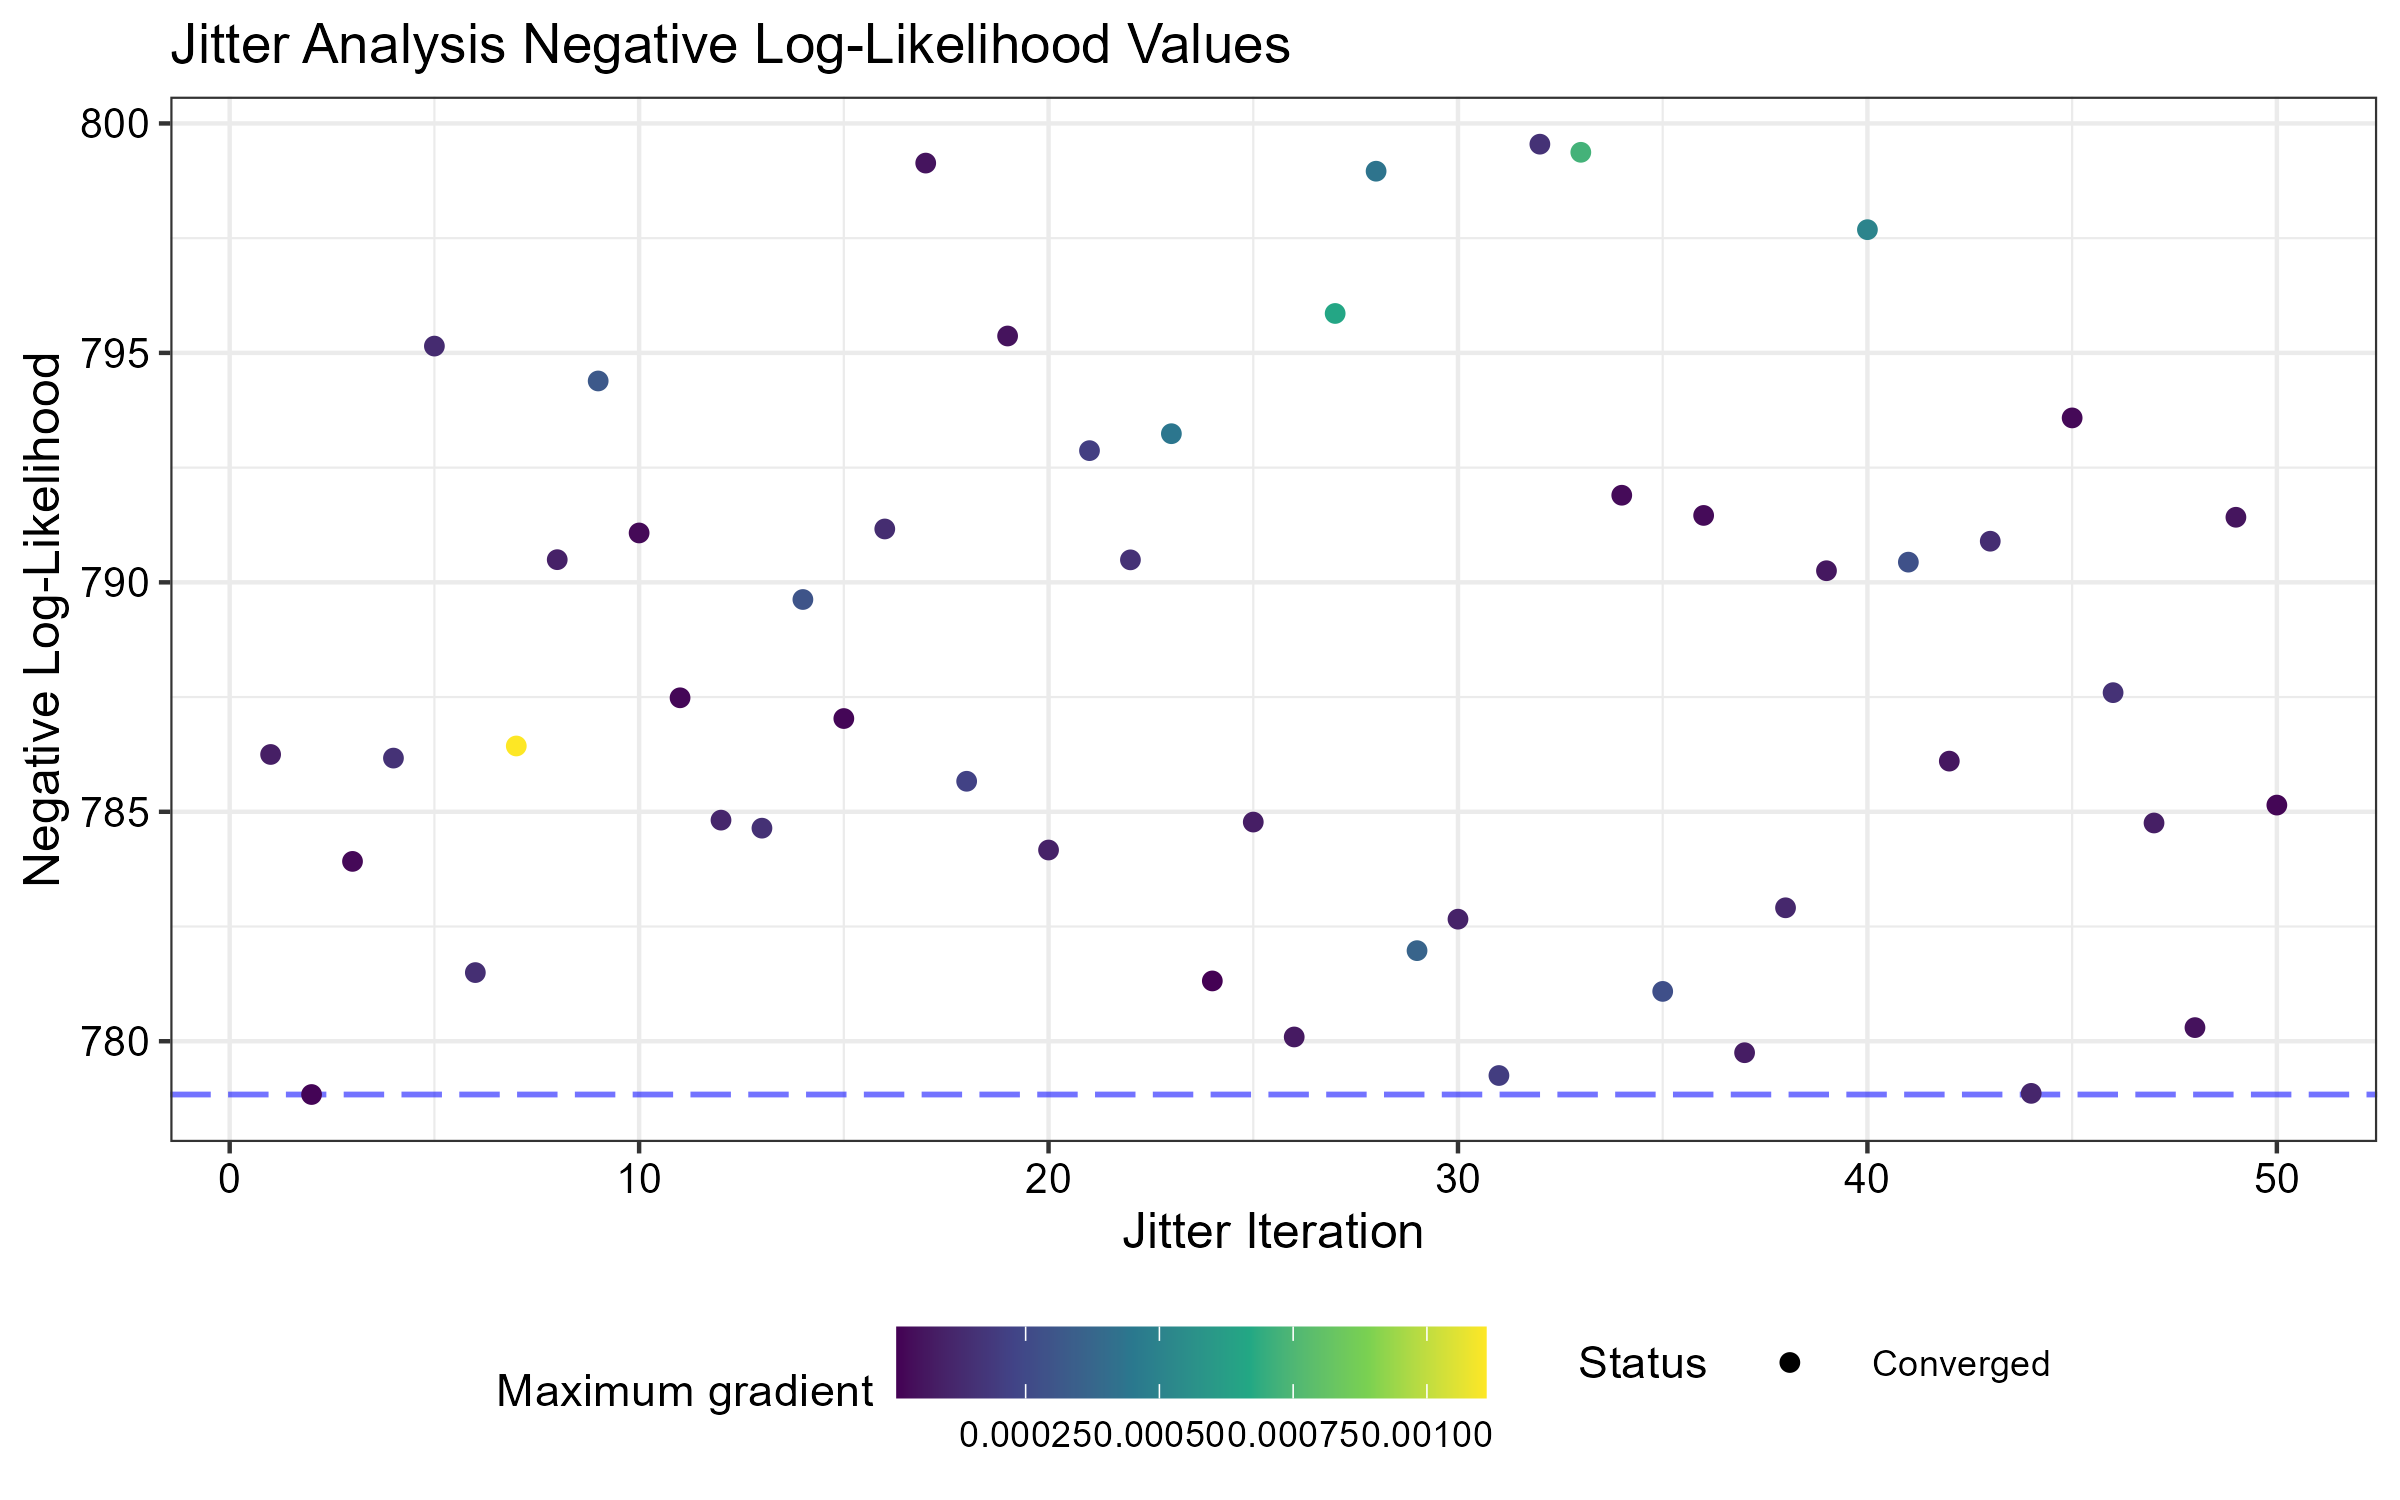 Jitter Analysis Negative Log-Likelihood Values
Negative Log-Likelihood
800
795
790
785
780
0 10 20 30 40 50
Jitter Iteration
Maximum gradient
0.000250.000500.000750.00100
Status
Converged